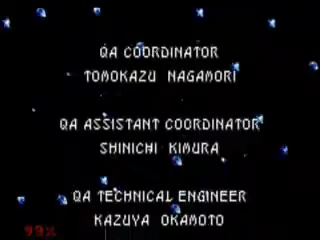 QA COORDINATOR
TOMOKAZU NAGAMORI
QA ASSISTANT COORDINATOR
SHINICHI KIMURA
QA TECHNICAL ENGINEER
KAZUYA OKAMOTO
99%